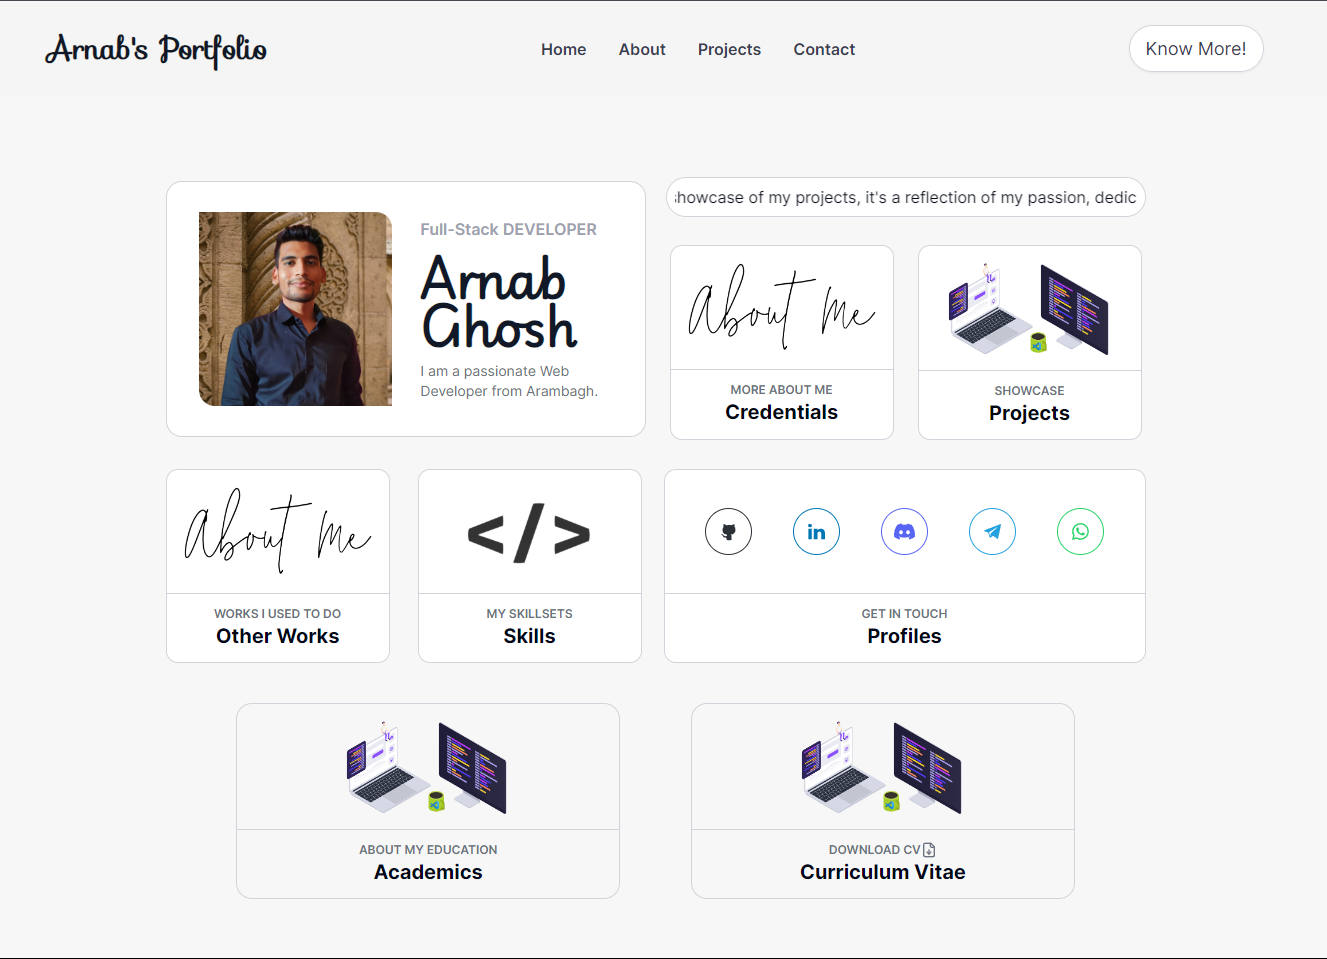 Arnab's Portfolio
Home
About
Projects
Contact
Know More!
Full-Stack DEVELOPER
Arnab
Ghosh
I am a passionate Web
Developer from Arambagh.
showcase of my projects, it's a reflection of my passion, dedic
About Me
MORE ABOUT ME
Credentials
SHOWCASE
Projects
About Me
WORKS I USED TO DO
Other Works
</>
MY SKILLSETS
Skills
in
GET IN TOUCH
Profiles
ABOUT MY EDUCATION
Academics
DOWNLOAD CV
Curriculum Vitae